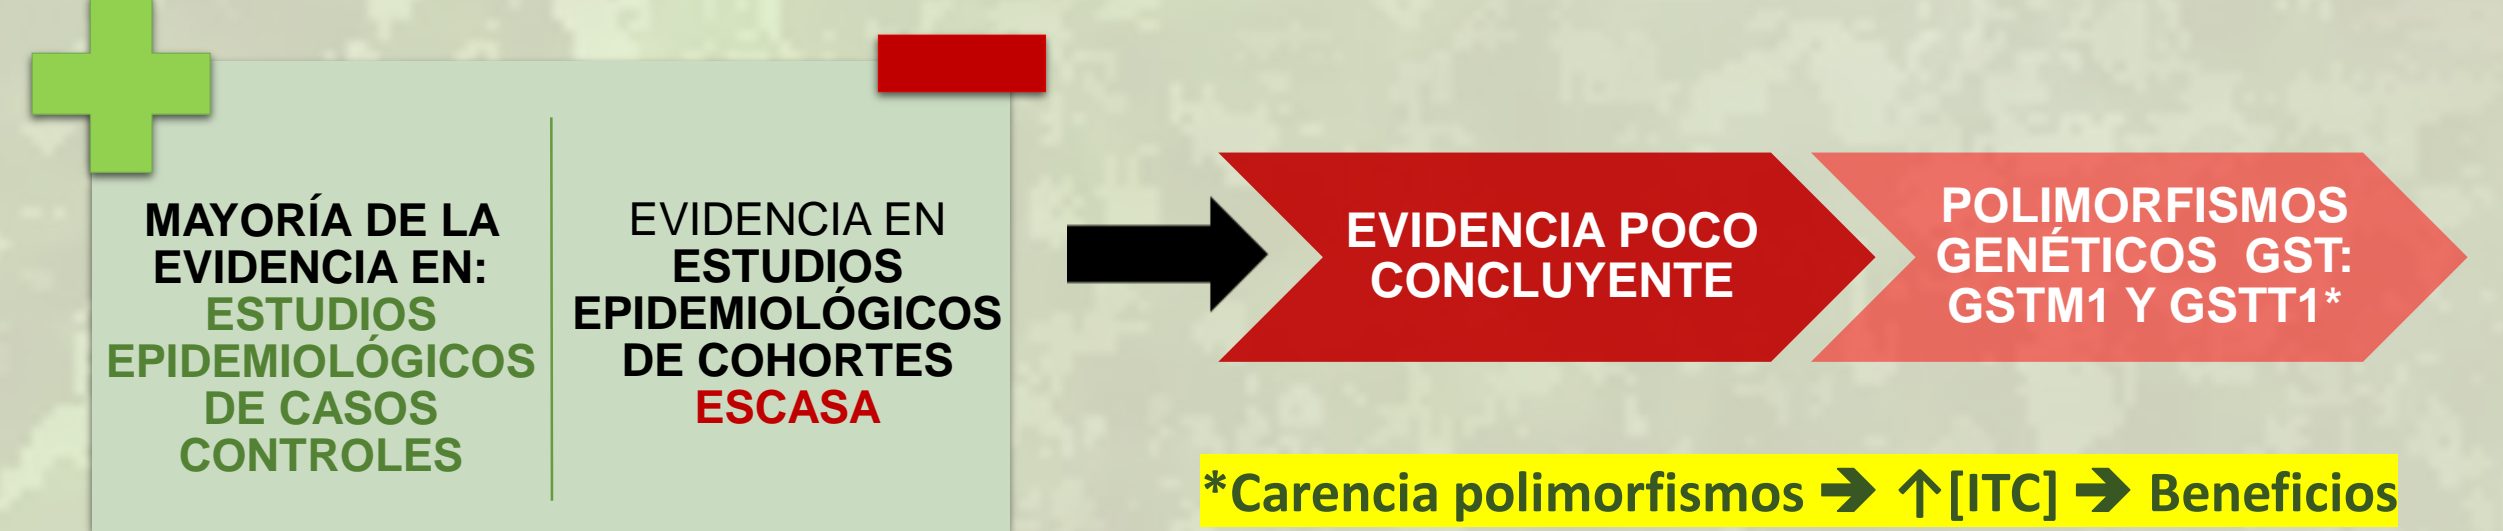 MAYORÍA DE LA
EVIDENCIA EN:
ESTUDIOS
EPIDEMIOLÓGICOS
DE CASOS
CONTROLES
EVIDENCIA EN
ESTUDIOS
EPIDEMIOLÓGICOS
DE COHORTES
ESCASA
EVIDENCIA POCO
CONCLUYENTE
POLIMORFISMOS
GENÉTICOS  GST:
GSTM1 Y GSTT1*
*Carencia polimorfismos ➔ ↑[ITC] ➔ Beneficios